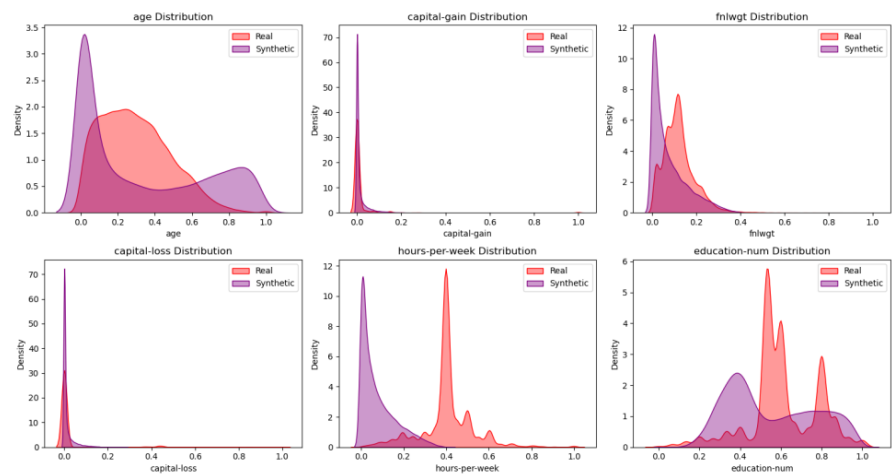 age Distribution
3.5
3.0
2.5
2.0
1.5
1.0
0.5
0.0
Density
Real
Synthetic
0.0 0.2 0.4 0.6 0.8 1.0
age
capital-gain Distribution
70
60
50
40
30
20
10
0
Density
Real
Synthetic
0.0 0.2 0.4 0.6 0.8 1.0
capital-gain
fnlwgt Distribution
12
10
8
6
4
2
0
Density
Real
Synthetic
0.0 0.2 0.4 0.6 0.8 1.0
fnlwgt
capital-loss Distribution
70
60
50
40
30
20
10
0
Density
Real
Synthetic
0.0 0.2 0.4 0.6 0.8 1.0
capital-loss
hours-per-week Distribution
12
10
8
6
4
2
0
Density
Real
Synthetic
0.0 0.2 0.4 0.6 0.8 1.0
hours-per-week
education-num Distribution
6
5
4
3
2
1
0
Density
Real
Synthetic
0.0 0.2 0.4 0.6 0.8 1.0
education-num